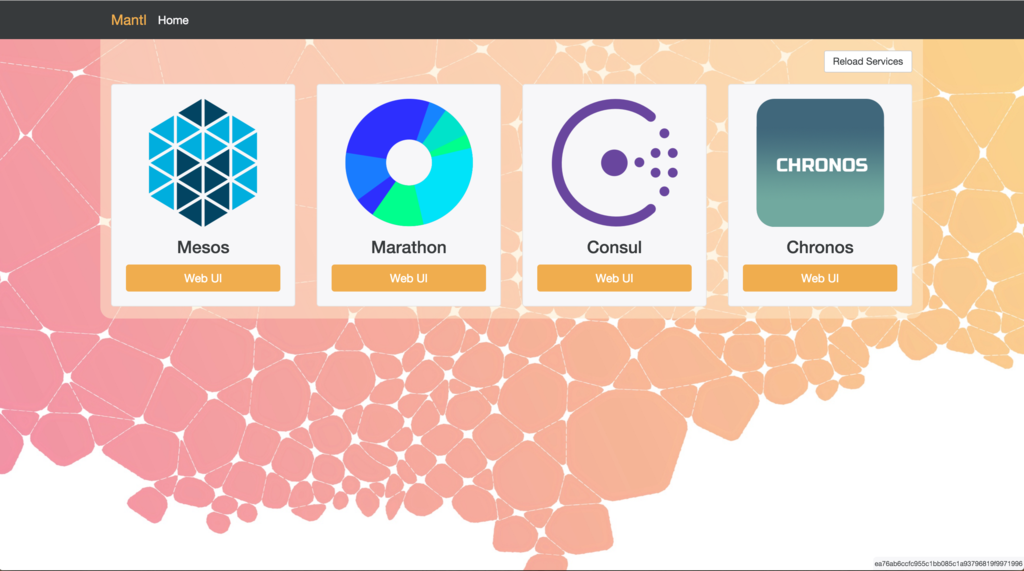 Mantl Home
Reload Services
CHRONOS
Mesos Marathon Consul Chronos
Web UI Web UI Web UI Web UI
ea76ab6ccfc955c1bb085c1a93796819f9971996